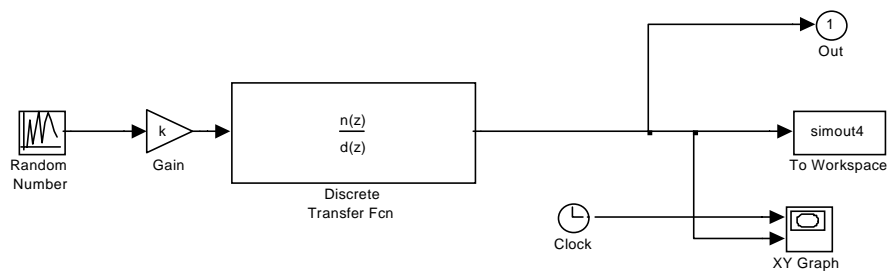 1
Out
n(z)
d(z)
k
simout4
Random
Number
Gain
To Workspace
Discrete
Transfer Fcn
Clock
XY Graph